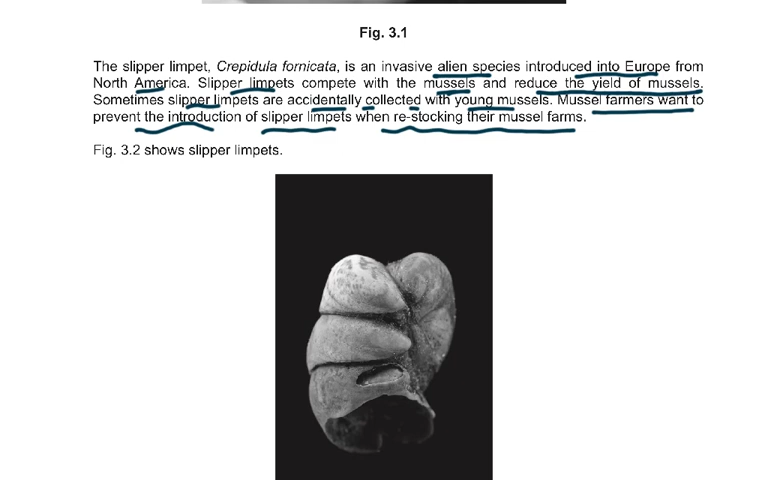 Fig. 3.1
The slipper limpet, Crepidula fornicata, is an invasive alien species introduced into Europe from
North America. Slipper limpets compete with the mussels and reduce the yield of mussels.
Sometimes slipper limpets are accidentally collected with young mussels. Mussel farmers want to
prevent the introduction of slipper limpets when re-stocking their mussel farms.
Fig. 3.2 shows slipper limpets.